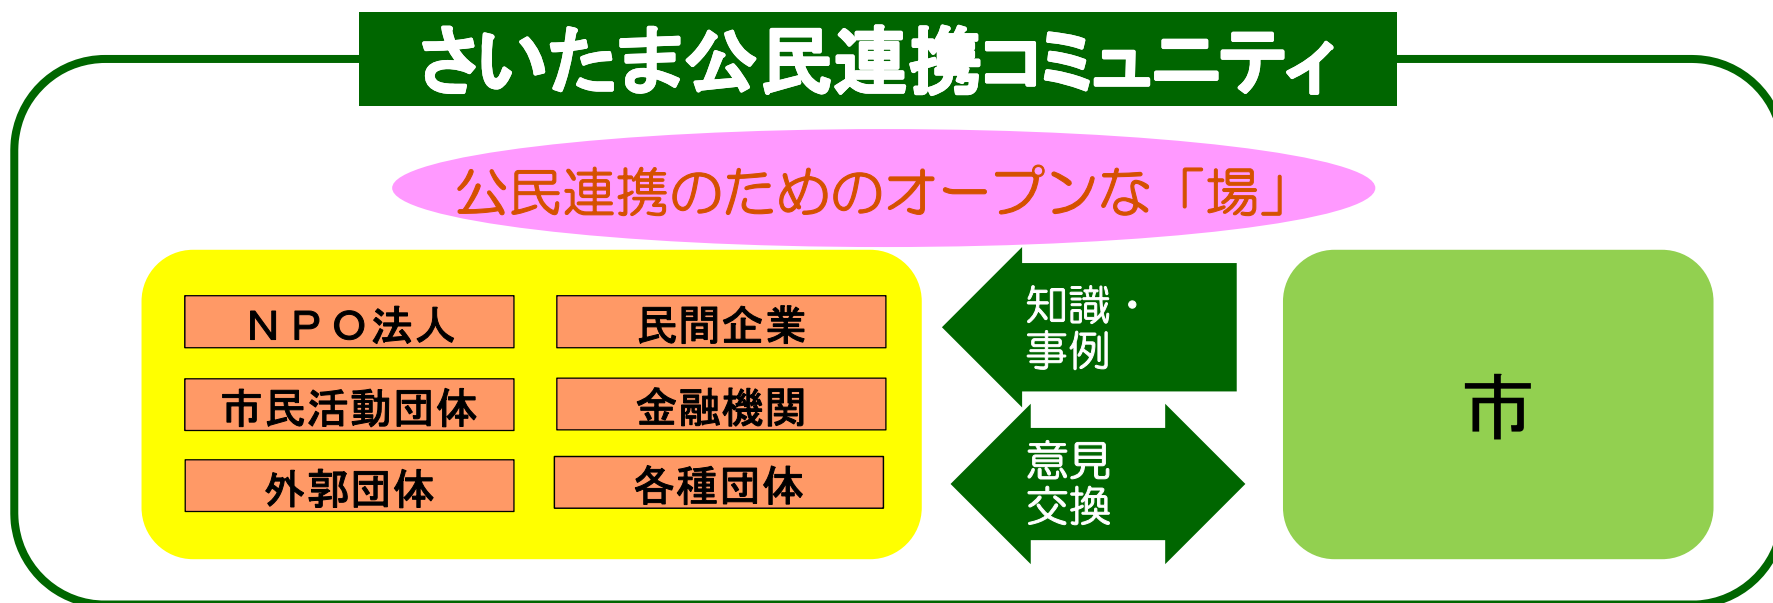 さいたま公民連携コミュニティ
公民連携のためのオープンな「場」
ＮＰＯ法人
民間企業
市民活動団体
金融機関
外郭団体
各種団体
知識・
事例
意見
交換
市